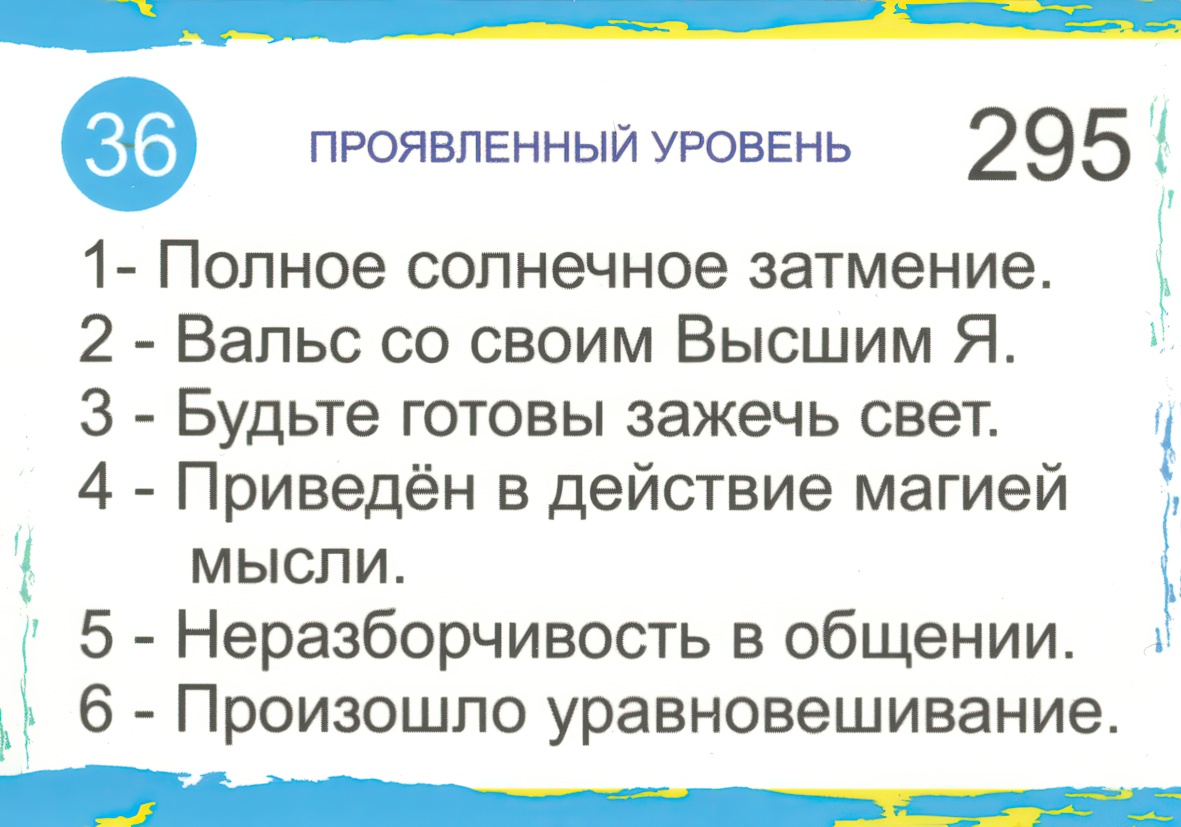 36 ПРОЯВЛЕННЫЙ УРОВЕНЬ 295
1- Полное солнечное затмение.
2 - Вальс со своим Высшим Я.
3 - Будьте готовы зажечь свет.
4 - Приведён в действие магией
мысли.
5 - Неразборчивость в общении.
6 - Произошло уравновешивание.